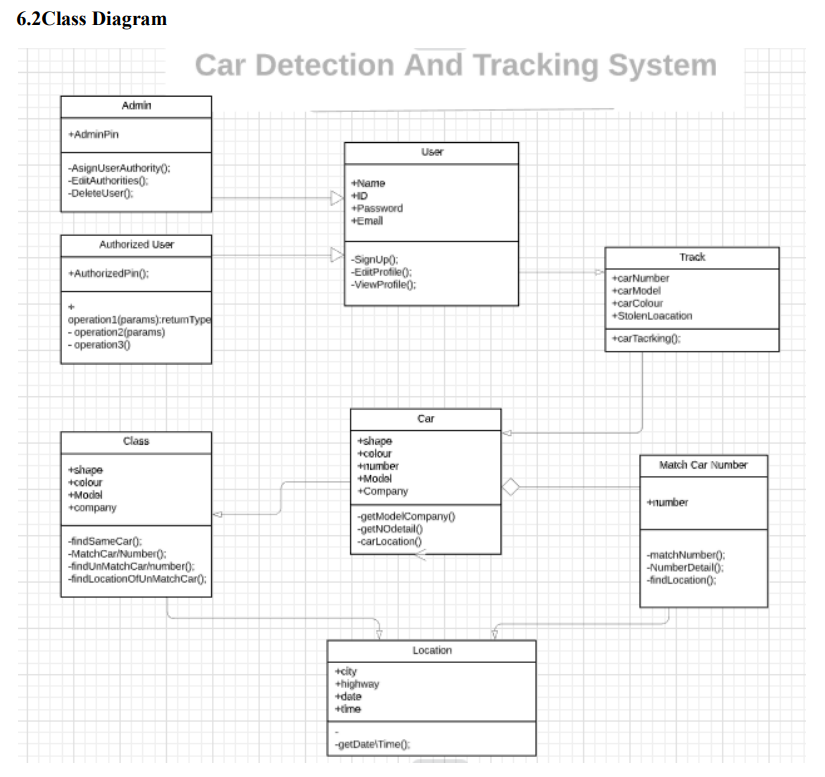 6.2Class Diagram
Car Detection And Tracking System
Admin
+AdminPin
-AsignUserAuthority();
-EditAuthorities();
-DeleteUser();
User
+Name
+ID
+Password
+Email
-SignUp();
-EditProfile();
-ViewProfile();
Authorized User
+AuthorizedPin();
+
operation1(params):returnType
- operation2(params)
- operation3()
Track
+carNumber
+carModel
+carColour
+StolenLoacation
+carTacrking();
Car
+shape
+colour
+number
+Model
+Company
-getModelCompany()
-getNOdetail()
-carLocation()
Class
+shape
+colour
+Model
+company
-findSameCar();
-MatchCar/Number();
-findUnMatchCar/number();
-findLocationOfUnMatchCar();
Match Car Number
+number
-matchNumber();
-NumberDetail();
-findLocation();
Location
+city
+highway
+date
+time
-
-getDate\Time();